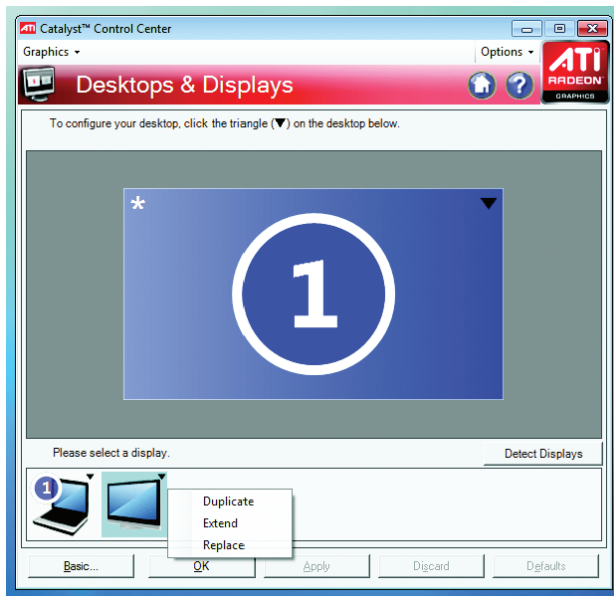 ATI Catalyst™ Control Center
Graphics Options
ATI
RADEON
GRAPHICS
Desktops & Displays
To configure your desktop, click the triangle (▼) on the desktop below.
*
1
Please select a display.
Detect Displays
1
Duplicate
Extend
Replace
Basic... OK Apply Discard Defaults